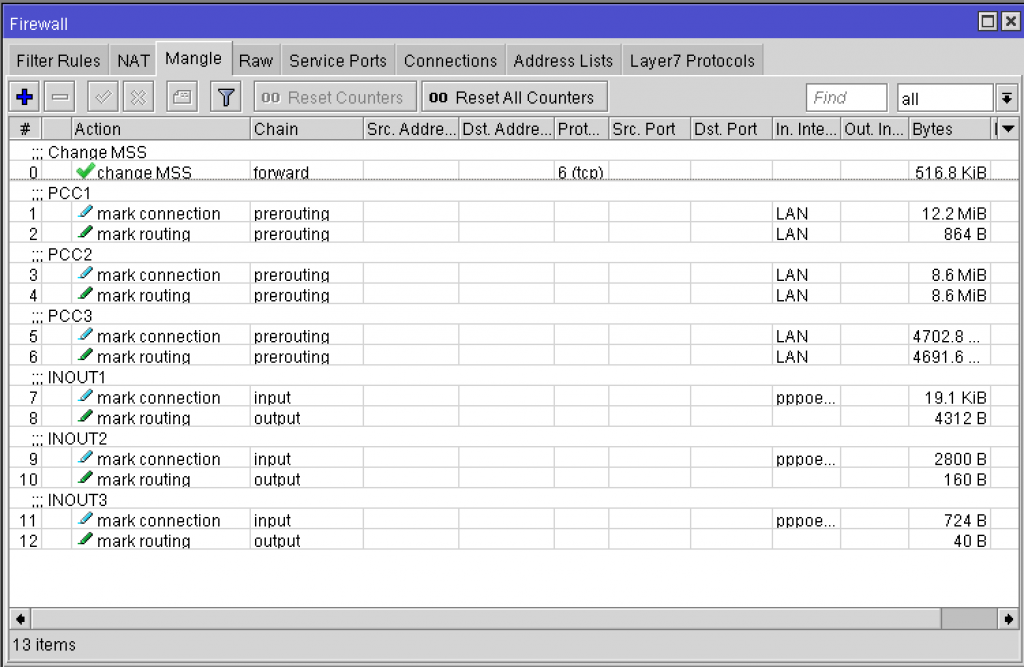 Firewall
Filter Rules NAT Mangle Raw Service Ports Connections Address Lists Layer7 Protocols
00 Reset Counters 00 Reset All Counters Find all
# Action Chain Src. Addre... Dst. Addre... Prot... Src. Port Dst. Port In. Inte... Out. In... Bytes
;;; Change MSS
0 change MSS forward 6 (tcp) 516.8 KiB
;;; PCC1
1 mark connection prerouting LAN 12.2 MiB
2 mark routing prerouting LAN 864 B
;;; PCC2
3 mark connection prerouting LAN 8.6 MiB
4 mark routing prerouting LAN 8.6 MiB
;;; PCC3
5 mark connection prerouting LAN 4702.8 ...
6 mark routing prerouting LAN 4691.6 ...
;;; INOUT1
7 mark connection input pppoe... 19.1 KiB
8 mark routing output 4312 B
;;; INOUT2
9 mark connection input pppoe... 2800 B
10 mark routing output 160 B
;;; INOUT3
11 mark connection input pppoe... 724 B
12 mark routing output 40 B
13 items